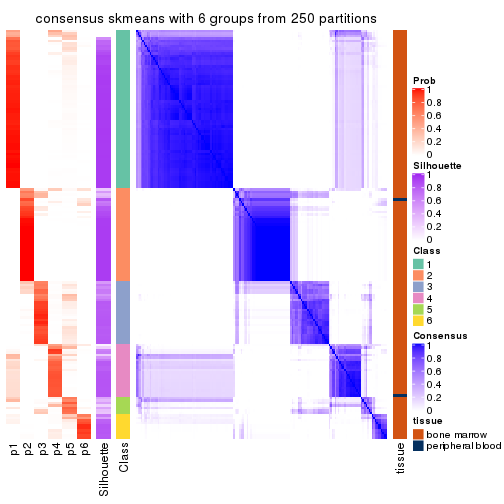 consensus skmeans with 6 groups from 250 partitions
Prob
1
0.8
0.6
0.4
0.2
0
Silhouette
1
0.8
0.6
0.4
0.2
0
Class
1
2
3
4
5
6
Consensus
1
0.8
0.6
0.4
0.2
0
tissue
bone marrow
peripheral blood
p1
p2
p3
p4
p5
p6
Silhouette
Class
tissue